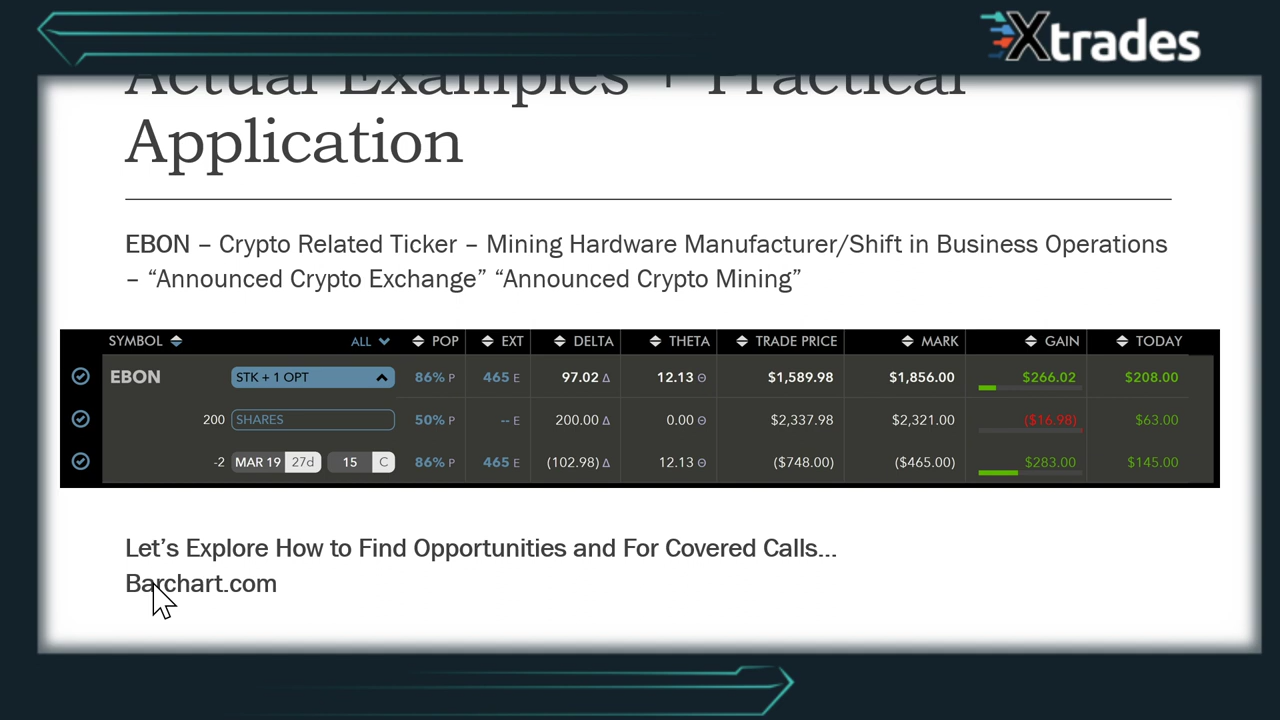 Xtrades
Actual Examples + Practical
Application
EBON – Crypto Related Ticker – Mining Hardware Manufacturer/Shift in Business Operations
– “Announced Crypto Exchange” “Announced Crypto Mining”
SYMBOL ALL POP EXT DELTA THETA TRADE PRICE MARK GAIN TODAY
EBON STK + 1 OPT 86% P 465 E 97.02 Δ 12.13 Θ $1,589.98 $1,856.00 $266.02 $208.00
200 SHARES 50% P -- E 200.00 Δ 0.00 Θ $2,337.98 $2,321.00 ($16.98) $63.00
-2 MAR 19 27d 15 C 86% P 465 E (102.98) Δ 12.13 Θ ($748.00) ($465.00) $283.00 $145.00
Let’s Explore How to Find Opportunities and For Covered Calls…
Barchart.com